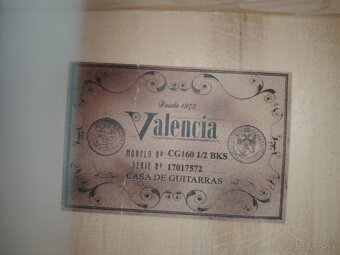 Desde 1972
Valencia
MODELO Nº CG160 1/2 BKS
SERIE Nº 17017572
CASA DE GUITARRAS